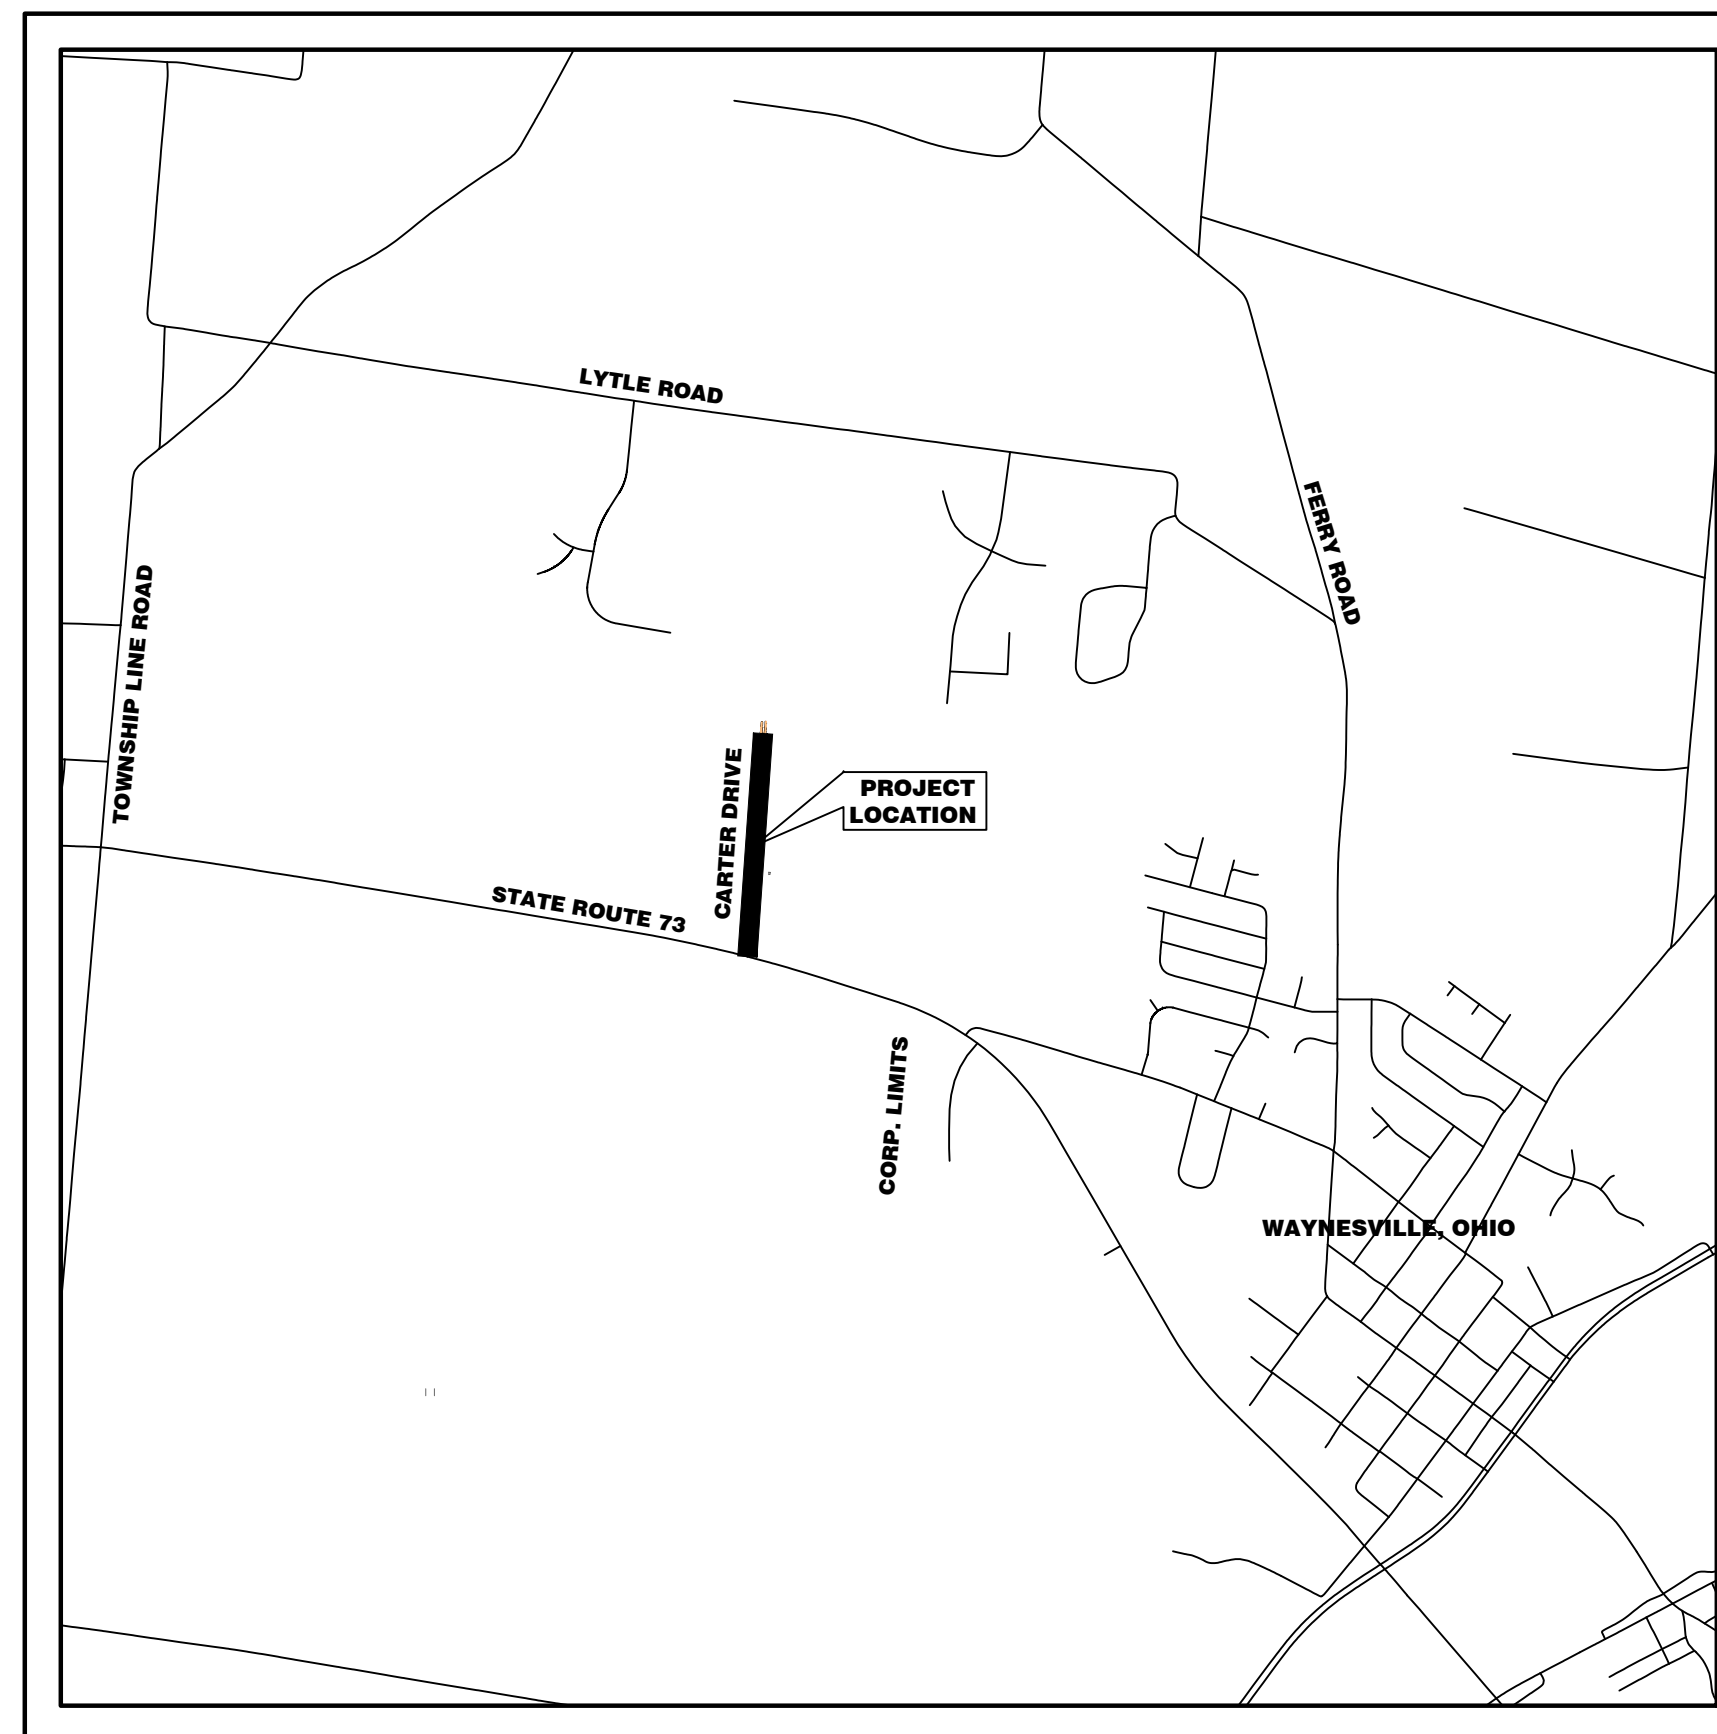 LYTLE ROAD
FERRY ROAD
TOWNSHIP LINE ROAD
CARTER DRIVE
PROJECT
LOCATION
STATE ROUTE 73
CORP. LIMITS
WAYNESVILLE, OHIO